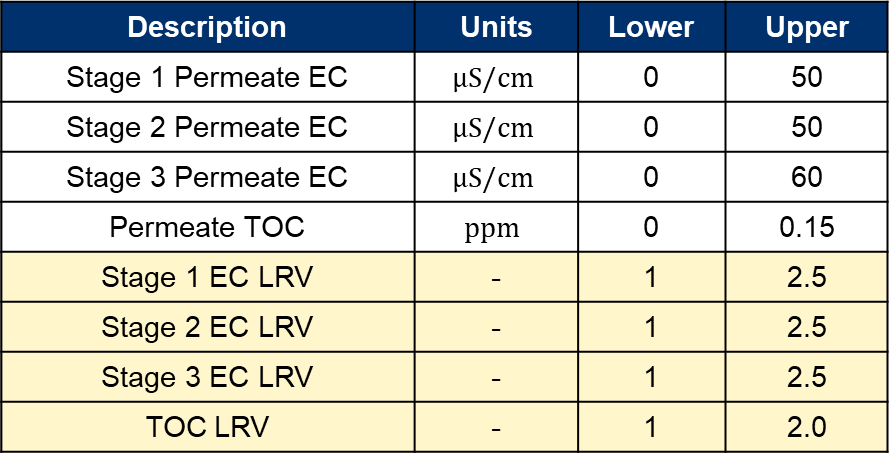 Description Units Lower Upper
Stage 1 Permeate EC μS/cm 0 50
Stage 2 Permeate EC μS/cm 0 50
Stage 3 Permeate EC μS/cm 0 60
Permeate TOC ppm 0 0.15
Stage 1 EC LRV - 1 2.5
Stage 2 EC LRV - 1 2.5
Stage 3 EC LRV - 1 2.5
TOC LRV - 1 2.0